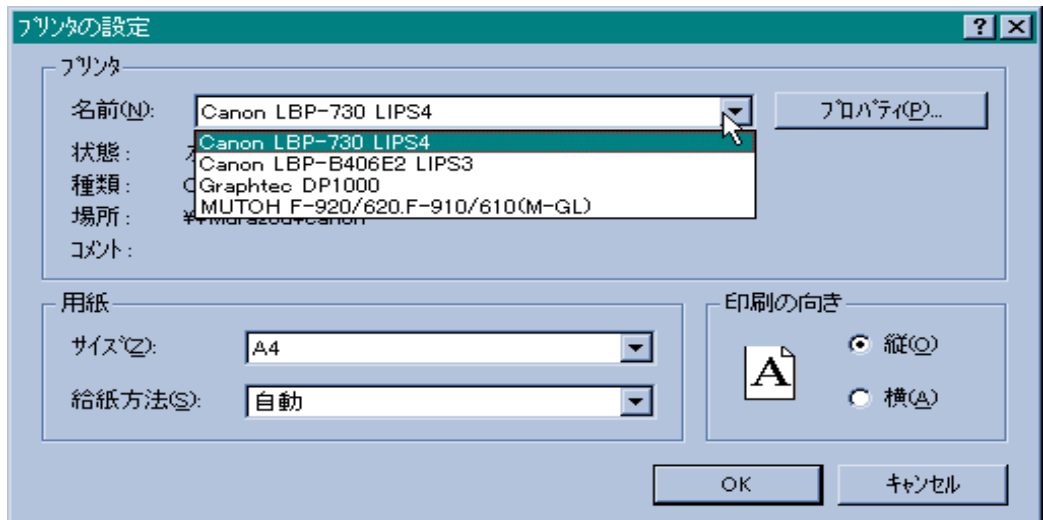 プリンタの設定
プリンタ
名前(N):
Canon LBP-730 LIPS4
プロパティ(P)...
Canon LBP-730 LIPS4
Canon LBP-B406E2 LIPS3
Graphtec DP1000
MUTOH F-920/620.F-910/610(M-GL)
状態:
種類:
場所:
コメント:
用紙
サイズ(Z):
A4
給紙方法(S):
自動
印刷の向き
A
縦(O)
横(A)
OK
キャンセル